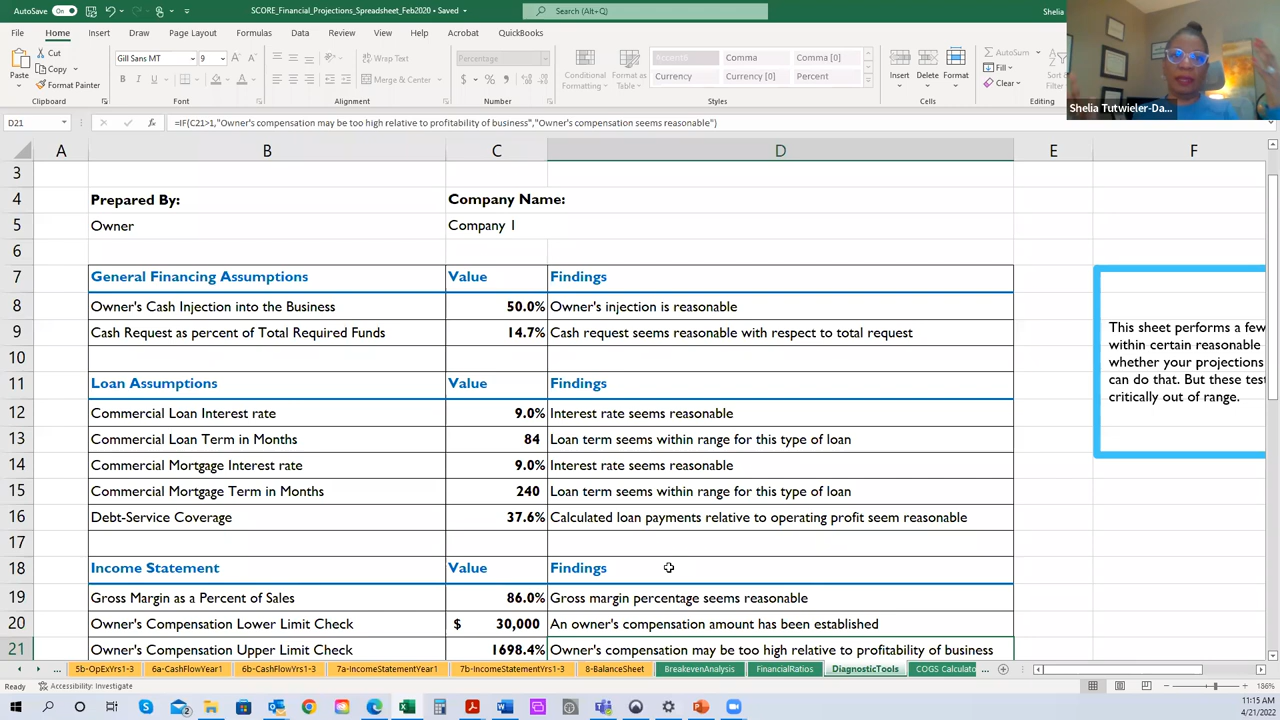 AutoSave
On
SCORE_Financial_Projections_Spreadsheet_Feb2020 • Saved
Search (Alt+Q)
Shelia
File Home Insert Draw Page Layout Formulas Data Review View Help Acrobat QuickBooks
Paste
Cut
Copy
Format Painter
Clipboard
Gill Sans MT
9
B I U
Font
Wrap Text
Merge & Center
Alignment
Percentage
$ % ,
Number
Conditional Formatting
Format as Table
Accent6
Comma
Comma [0]
Currency
Currency [0]
Percent
Styles
Insert Delete Format
Cells
AutoSum
Fill
Clear
Editing
Shelia Tutwieler-Da...
D21
=IF(C21>1,"Owner's compensation may be too high relative to profitability of business","Owner's compensation seems reasonable")
A B C D E F
3
4 Prepared By: Company Name:
5 Owner Company 1
6
7 General Financing Assumptions Value Findings
8 Owner's Cash Injection into the Business 50.0% Owner's injection is reasonable
9 Cash Request as percent of Total Required Funds 14.7% Cash request seems reasonable with respect to total request
10
11 Loan Assumptions Value Findings
12 Commercial Loan Interest rate 9.0% Interest rate seems reasonable
13 Commercial Loan Term in Months 84 Loan term seems within range for this type of loan
14 Commercial Mortgage Interest rate 9.0% Interest rate seems reasonable
15 Commercial Mortgage Term in Months 240 Loan term seems within range for this type of loan
16 Debt-Service Coverage 37.6% Calculated loan payments relative to operating profit seem reasonable
17
18 Income Statement Value Findings
19 Gross Margin as a Percent of Sales 86.0% Gross margin percentage seems reasonable
20 Owner's Compensation Lower Limit Check $ 30,000 An owner's compensation amount has been established
21 Owner's Compensation Upper Limit Check 1698.4% Owner's compensation may be too high relative to profitability of business
This sheet performs a few
within certain reasonable
whether your projections
can do that. But these test
critically out of range.
... 5b-OpExYrs1-3 6a-CashFlowYear1 6b-CashFlowYrs1-3 7a-IncomeStatementYear1 7b-IncomeStatementYrs1-3 8-BalanceSheet BreakevenAnalysis FinancialRatios DiagnosticTools COGS Calculato ...
Ready
Accessibility: Investigate
186%
11:15 AM
4/21/2022